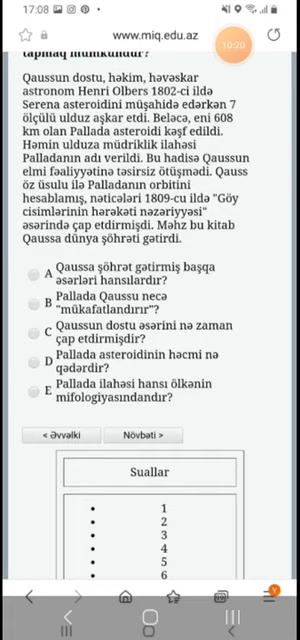 17:08
www.miq.edu.az
10:20
tapmaq mümkündür?
Qaussun dostu, həkim, həvəskar
astronom Henri Olbers 1802-ci ildə
Serena asteroidini müşahidə edərkən 7
ölçülü ulduz aşkar etdi. Beləcə, eni 608
km olan Pallada asteroidi kəşf edildi.
Həmin ulduza müdriklik ilahəsi
Palladanın adı verildi. Bu hadisə Qaussun
elmi fəaliyyətinə təsirsiz ötüşmədi. Qauss
öz üsulu ilə Palladanın orbitini
hesablamış, nəticələri 1809-cu ildə "Göy
cisimlərinin hərəkəti nəzəriyyəsi"
əsərində çap etdirmişdi. Məhz bu kitab
Qaussa dünya şöhrəti gətirdi.
A Qaussa şöhrət gətirmiş başqa
əsərləri hansılardır?
B Pallada Qaussu necə
"mükafatlandırır"?
C Qaussun dostu əsərini nə zaman
çap etdirmişdir?
D Pallada asteroidinin həcmi nə
qədərdir?
E Pallada ilahəsi hansı ölkənin
mifologiyasındandır?
< Əvvəlki
Növbəti >
Suallar
1
2
3
4
5
6